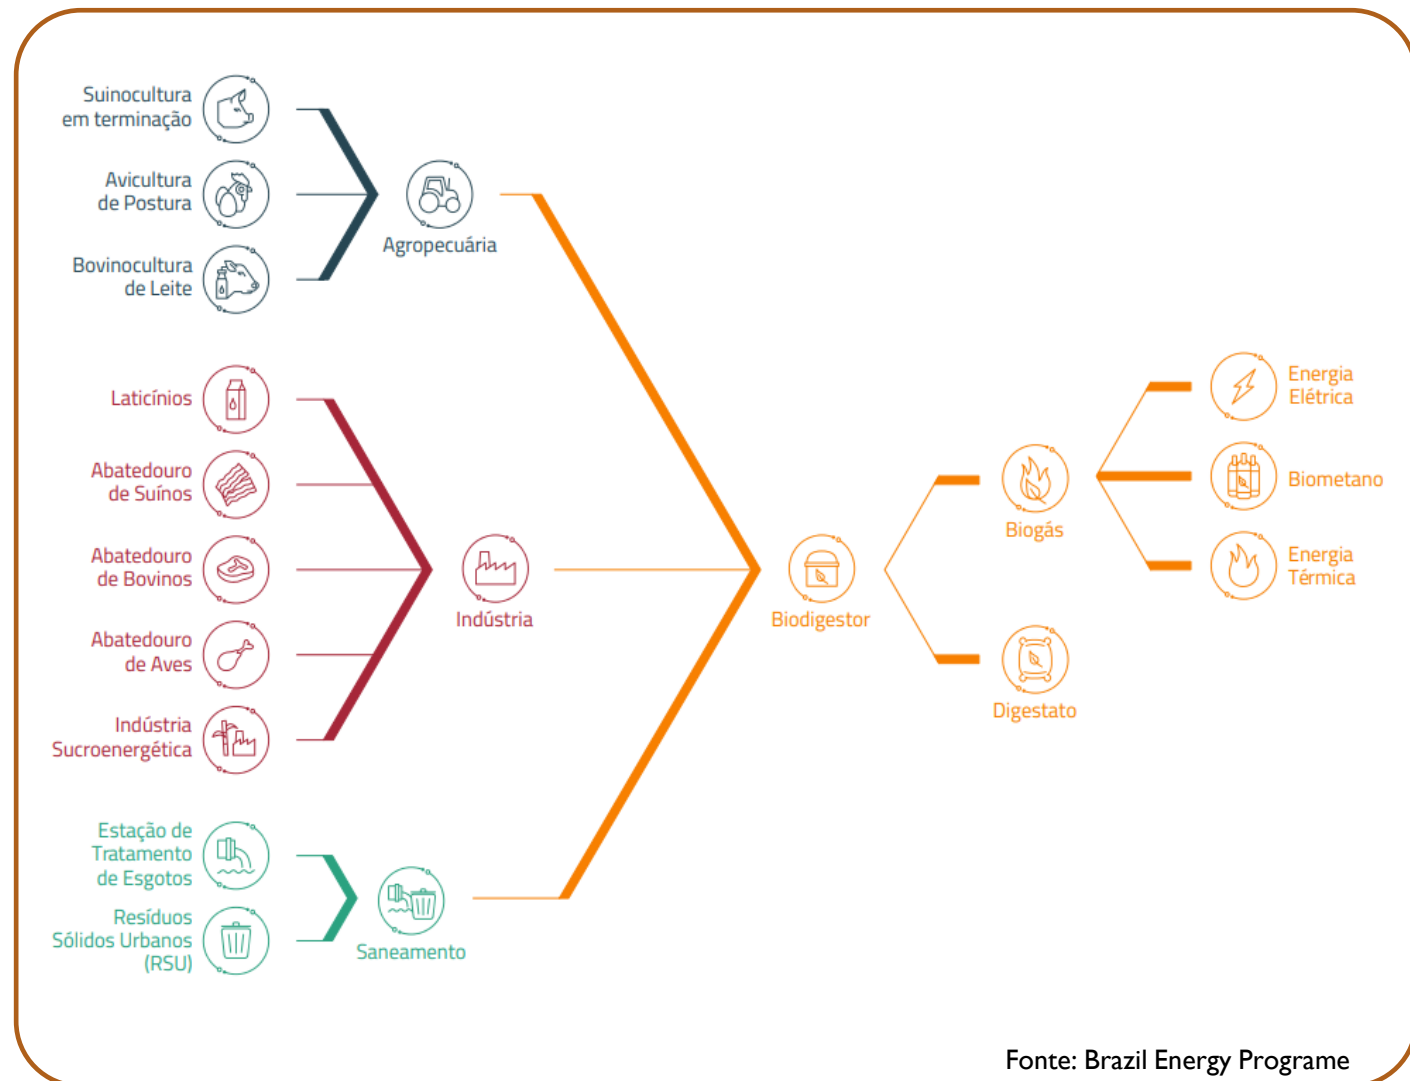 Suinocultura
em terminação
Avicultura
de Postura
Bovinocultura
de Leite
Agropecuária
Laticínios
Abatedouro
de Suínos
Abatedouro
de Bovinos
Abatedouro
de Aves
Indústria
Sucroenergética
Indústria
Estação de
Tratamento
de Esgotos
Resíduos
Sólidos Urbanos
(RSU)
Saneamento
Biodigestor
Biogás
Digestato
Energia
Elétrica
Biometano
Energia
Térmica
Fonte: Brazil Energy Programe